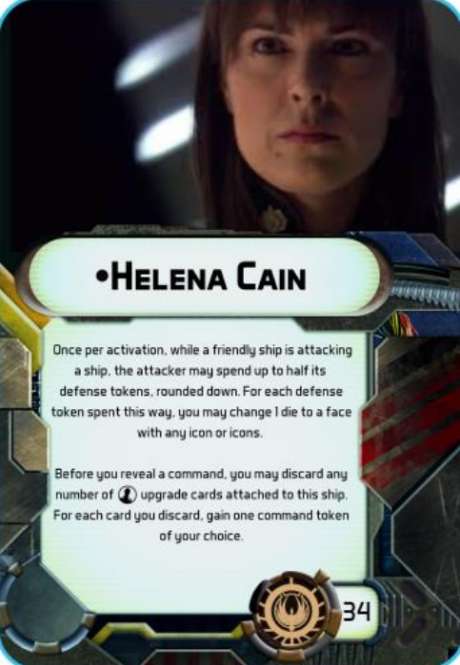 •HELENA CAIN
Once per activation, while a friendly ship is attacking
a ship, the attacker may spend up to half its
defense tokens, rounded down. For each defense
token spent this way, you may change 1 die to a face
with any icon or icons.
Before you reveal a command, you may discard any
number of upgrade cards attached to this ship.
For each card you discard, gain one command token
of your choice.
34